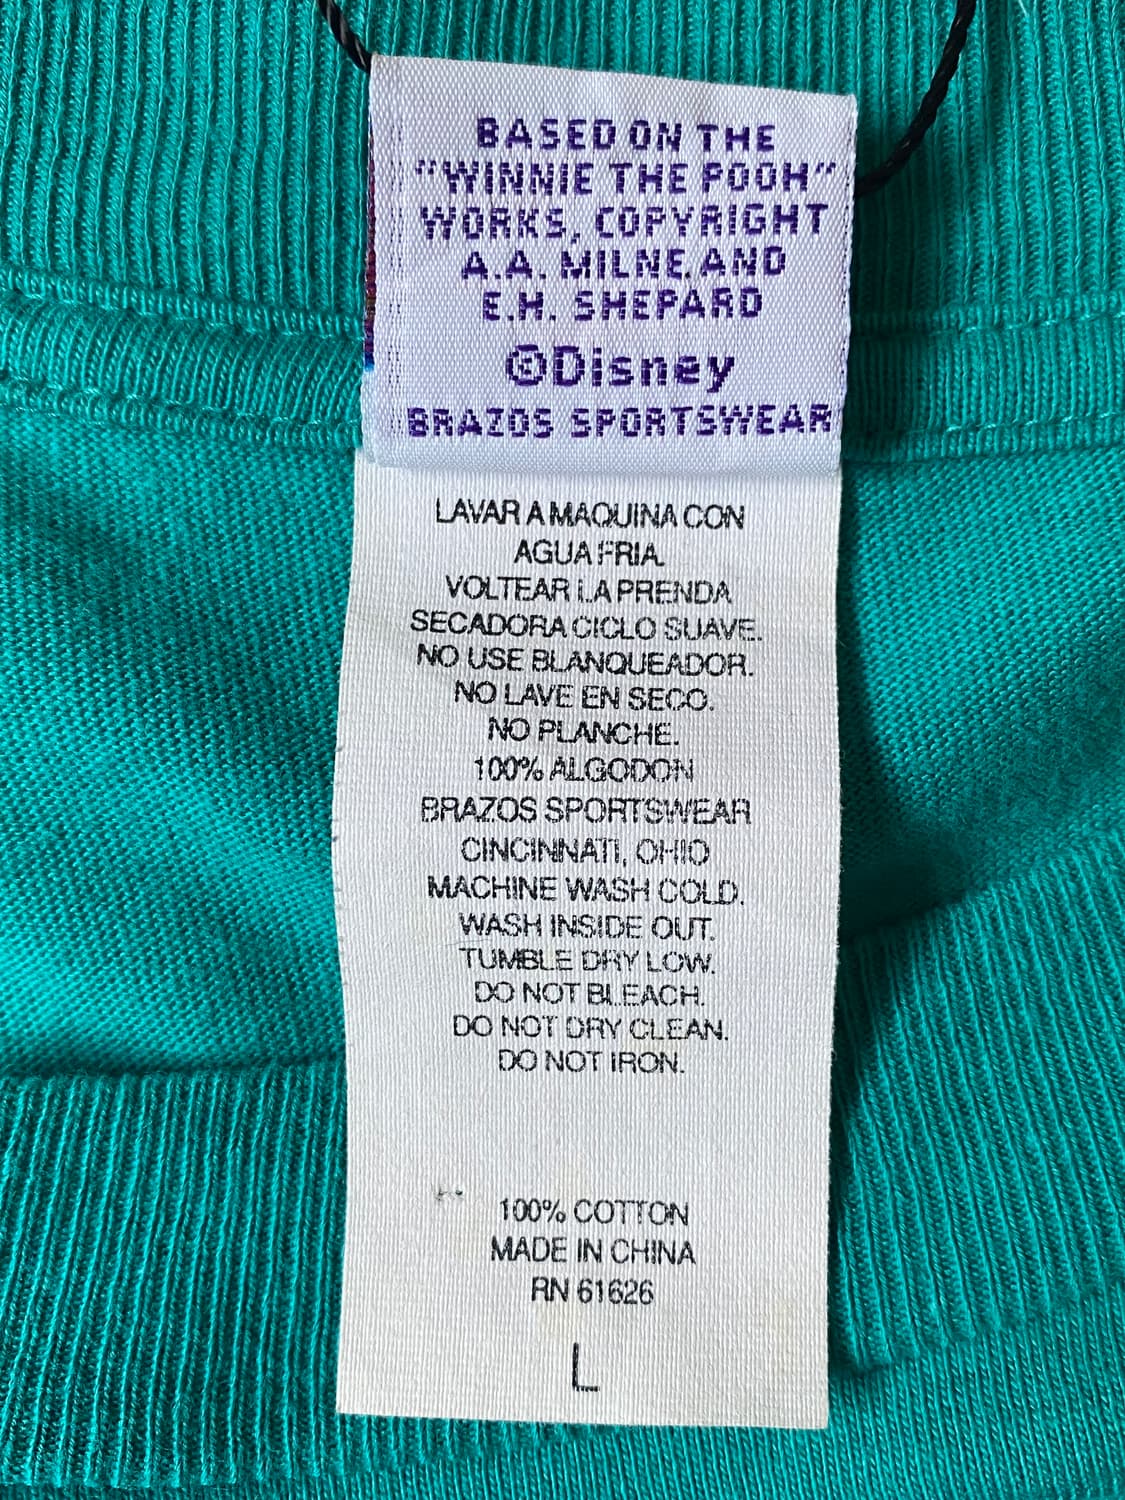 BASED ON THE
"WINNIE THE POOH"
WORKS, COPYRIGHT
A.A. MILNE AND
E.H. SHEPARD
©Disney
BRAZOS SPORTSWEAR
LAVAR A MAQUINA CON
AGUA FRIA.
VOLTEAR LA PRENDA
SECADORA CICLO SUAVE.
NO USE BLANQUEADOR.
NO LAVE EN SECO.
NO PLANCHE.
100% ALGODON
BRAZOS SPORTSWEAR
CINCINNATI, OHIO
MACHINE WASH COLD.
WASH INSIDE OUT.
TUMBLE DRY LOW.
DO NOT BLEACH.
DO NOT DRY CLEAN.
DO NOT IRON.
100% COTTON
MADE IN CHINA
RN 61626
L